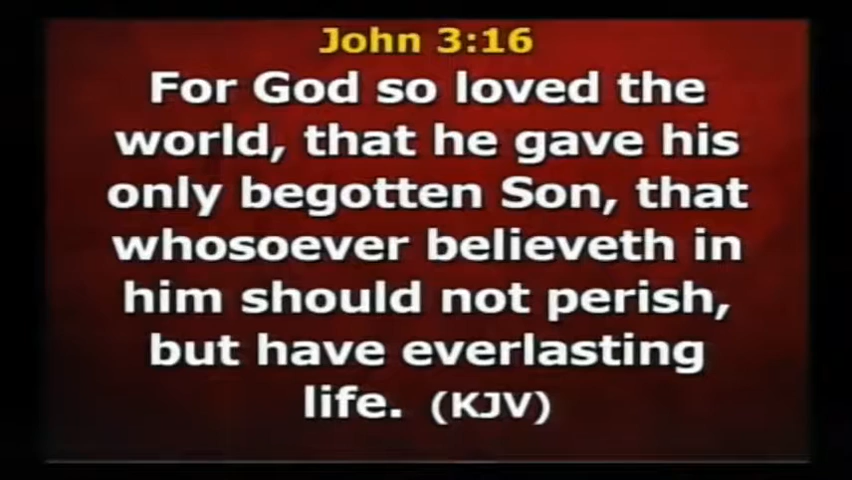 John 3:16
For God so loved the
world, that he gave his
only begotten Son, that
whosoever believeth in
him should not perish,
but have everlasting
life. (KJV)